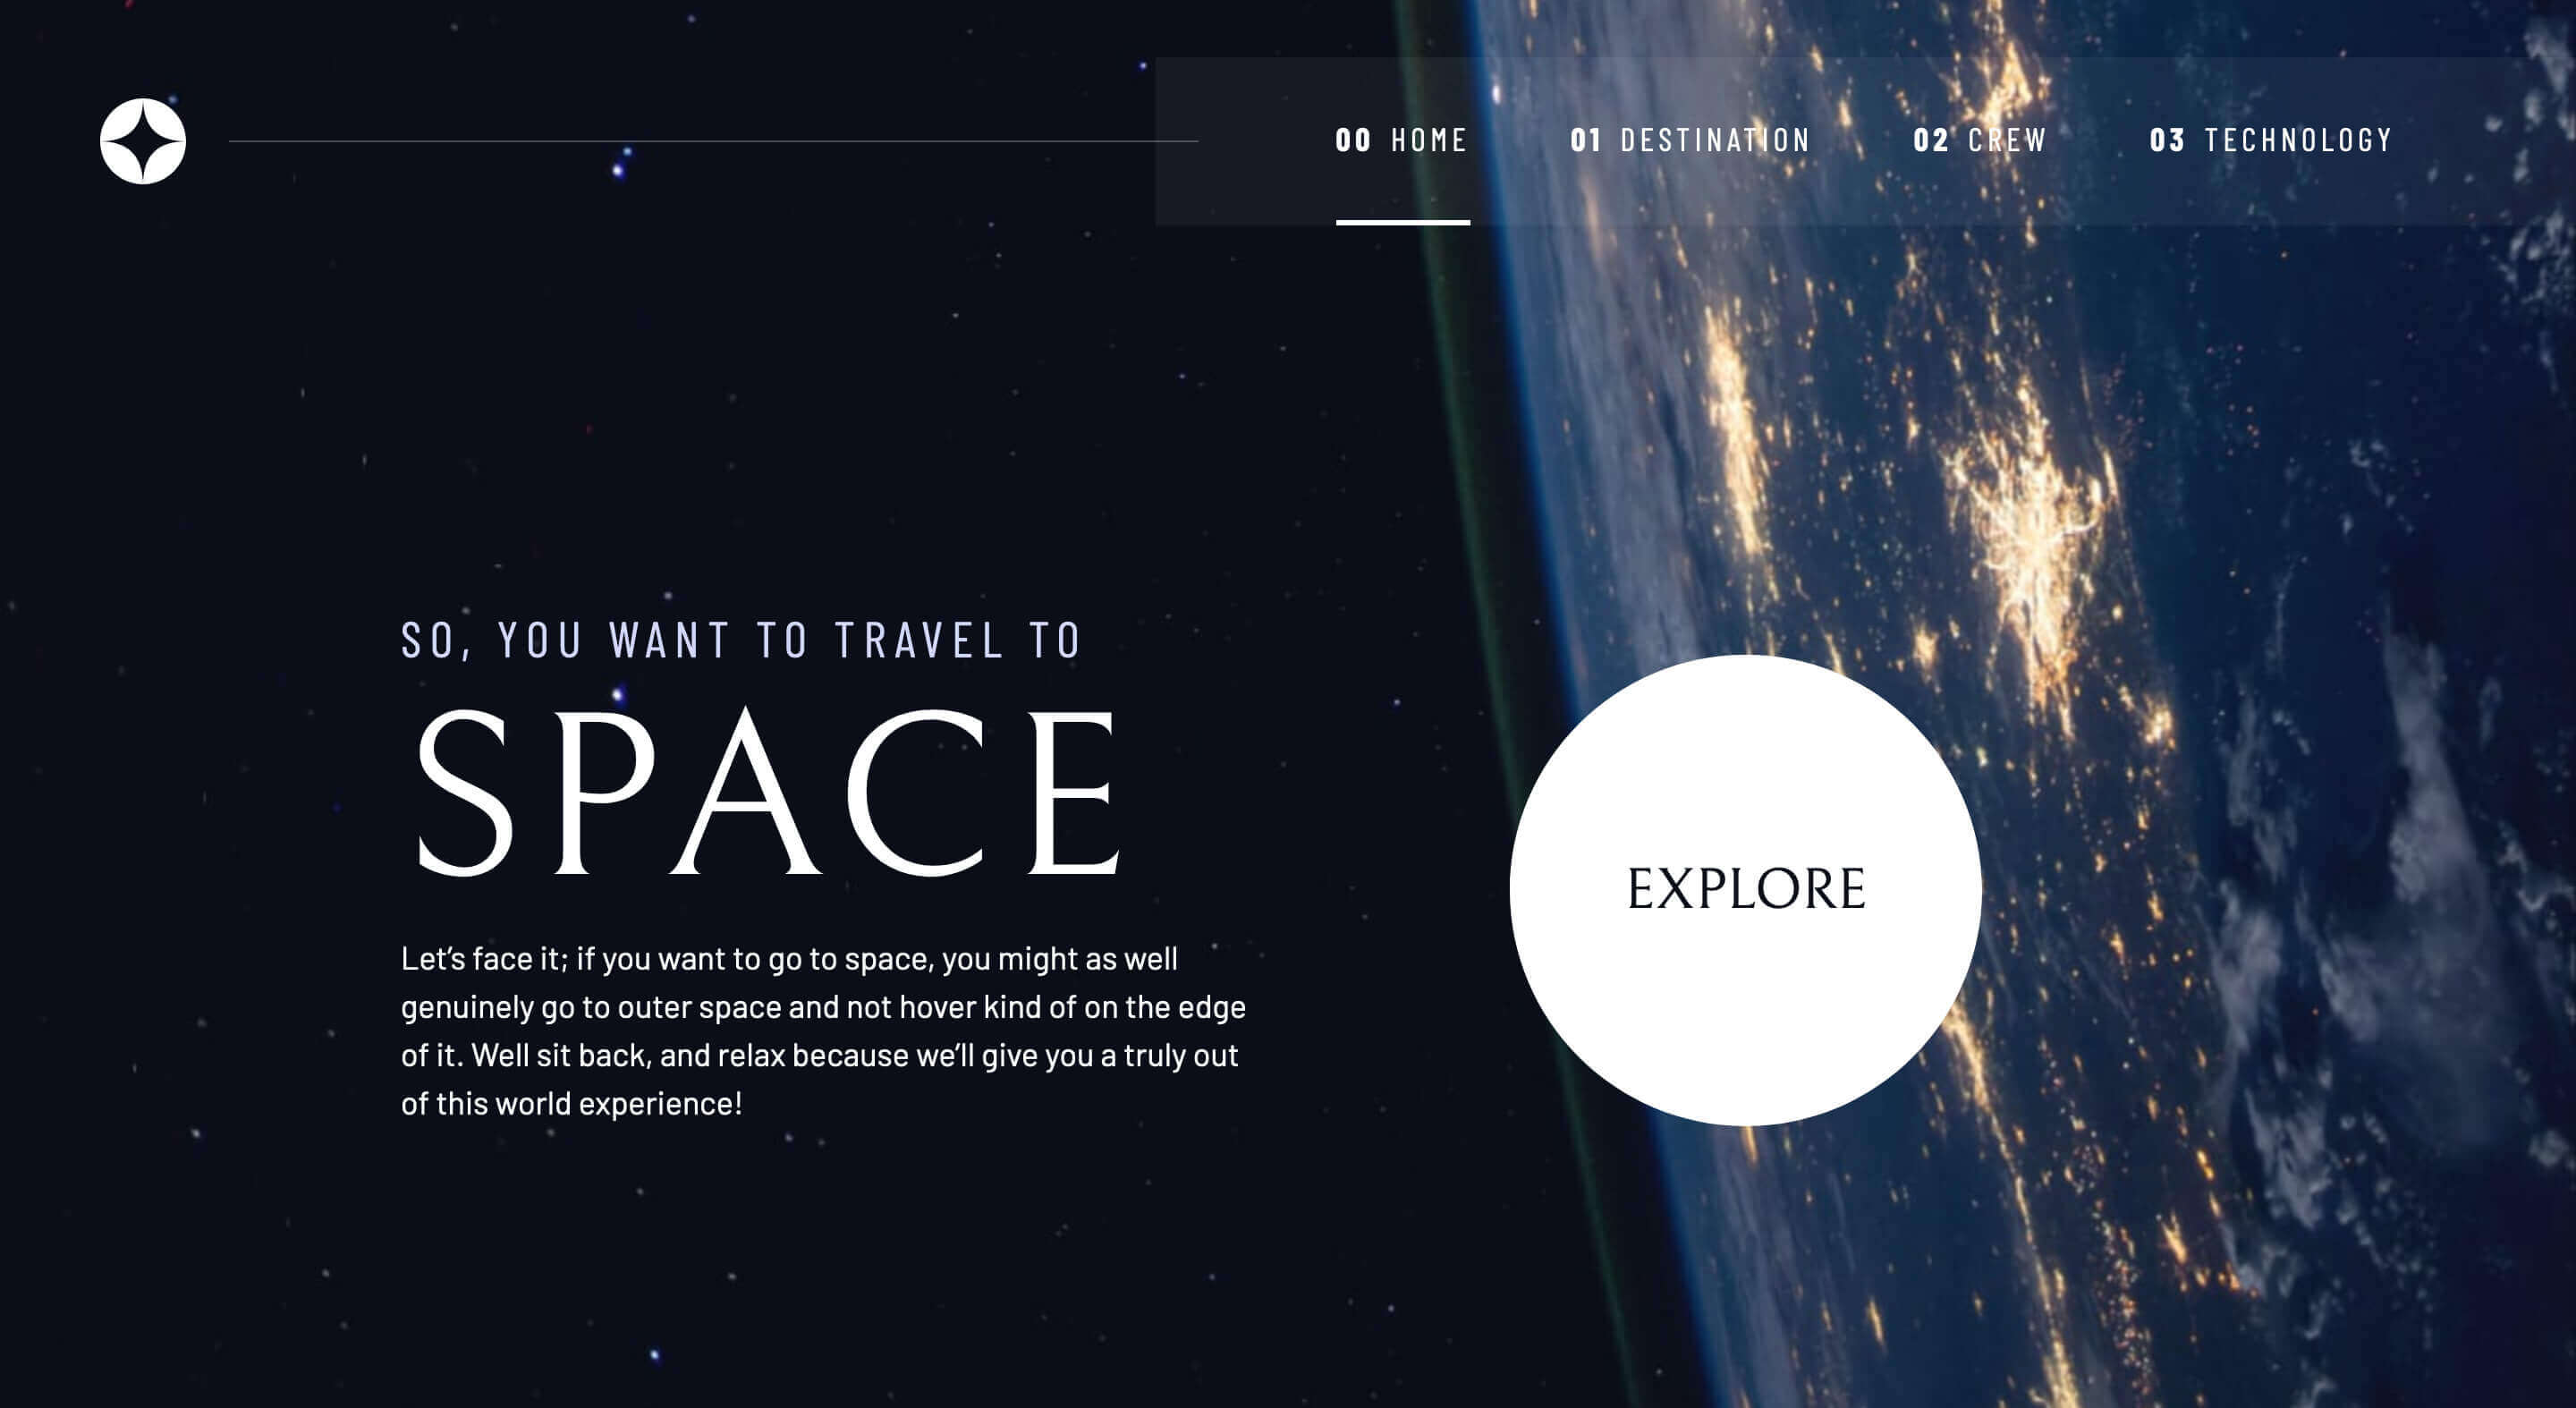 00 HOME 01 DESTINATION 02 CREW 03 TECHNOLOGY
SO, YOU WANT TO TRAVEL TO
SPACE
Let’s face it; if you want to go to space, you might as well
genuinely go to outer space and not hover kind of on the edge
of it. Well sit back, and relax because we’ll give you a truly out
of this world experience!
EXPLORE